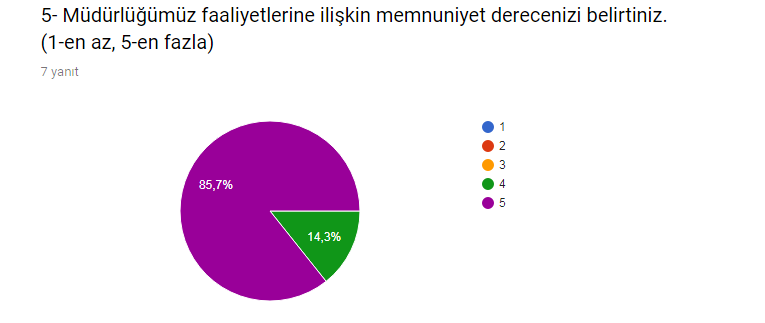 5- Müdürlüğümüz faaliyetlerine ilişkin memnuniyet derecenizi belirtiniz.
(1-en az, 5-en fazla)
7 yanıt
85,7%
14,3%
1
2
3
4
5